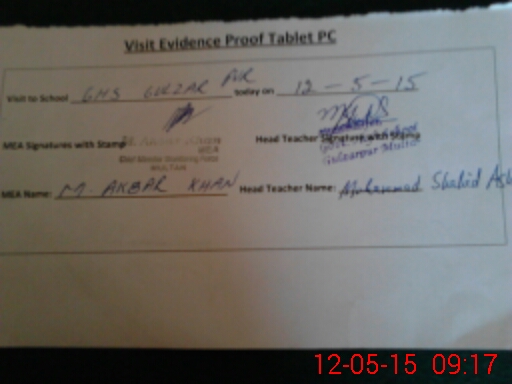 Visit Evidence Proof Tablet PC
Visit to School GMS GULZAR PUR today on 12-5-15
MEA Signatures with Stamp Head Teacher Signature with Stamp
MEA
MULTAN
MEA Name: M. AKBAR KHAN Head Teacher Name: Muhammad Shahid
12-05-15 09:17